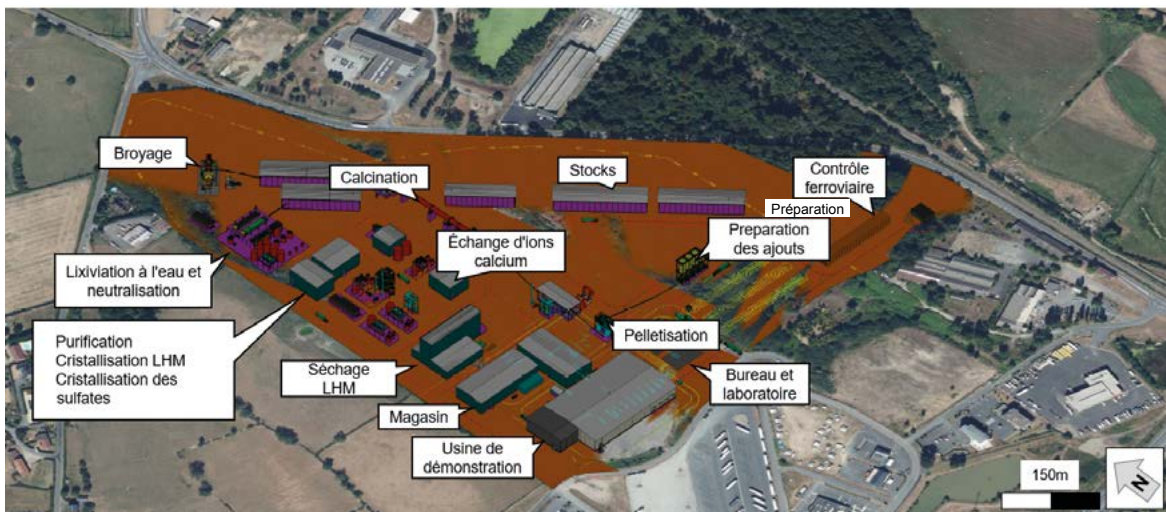 Broyage
Calcination
Stocks
Contrôle
ferroviaire
Préparation
Preparation
des ajouts
Échange d'ions
calcium
Lixiviation à l'eau et
neutralisation
Purification
Cristallisation LHM
Cristallisation des
sulfates
Pelletisation
Séchage
LHM
Bureau et
laboratoire
Magasin
Usine de
démonstration
150m
N